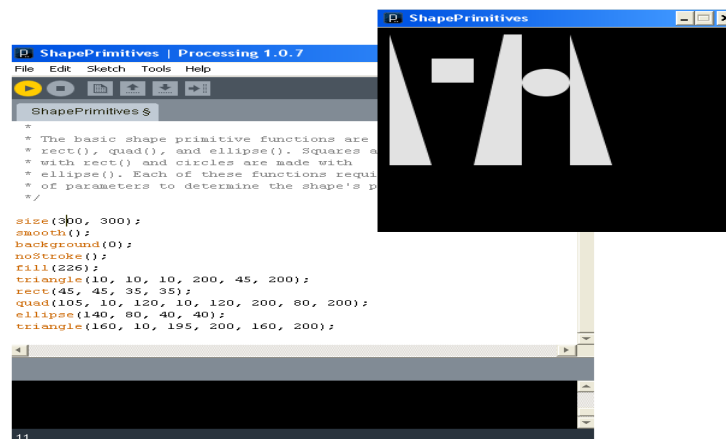 ShapePrimitives
ShapePrimitives | Processing 1.0.7
File Edit Sketch Tools Help
ShapePrimitives §
*
* The basic shape primitive functions are
* rect(), quad(), and ellipse(). Squares a
* with rect() and circles are made with
* ellipse(). Each of these functions requi
* of parameters to determine the shape's p
*/
size(300, 300);
smooth();
background(0);
noStroke();
fill(226);
triangle(10, 10, 10, 200, 45, 200);
rect(45, 45, 35, 35);
quad(105, 10, 120, 10, 120, 200, 80, 200);
ellipse(140, 80, 40, 40);
triangle(160, 10, 195, 200, 160, 200);
11